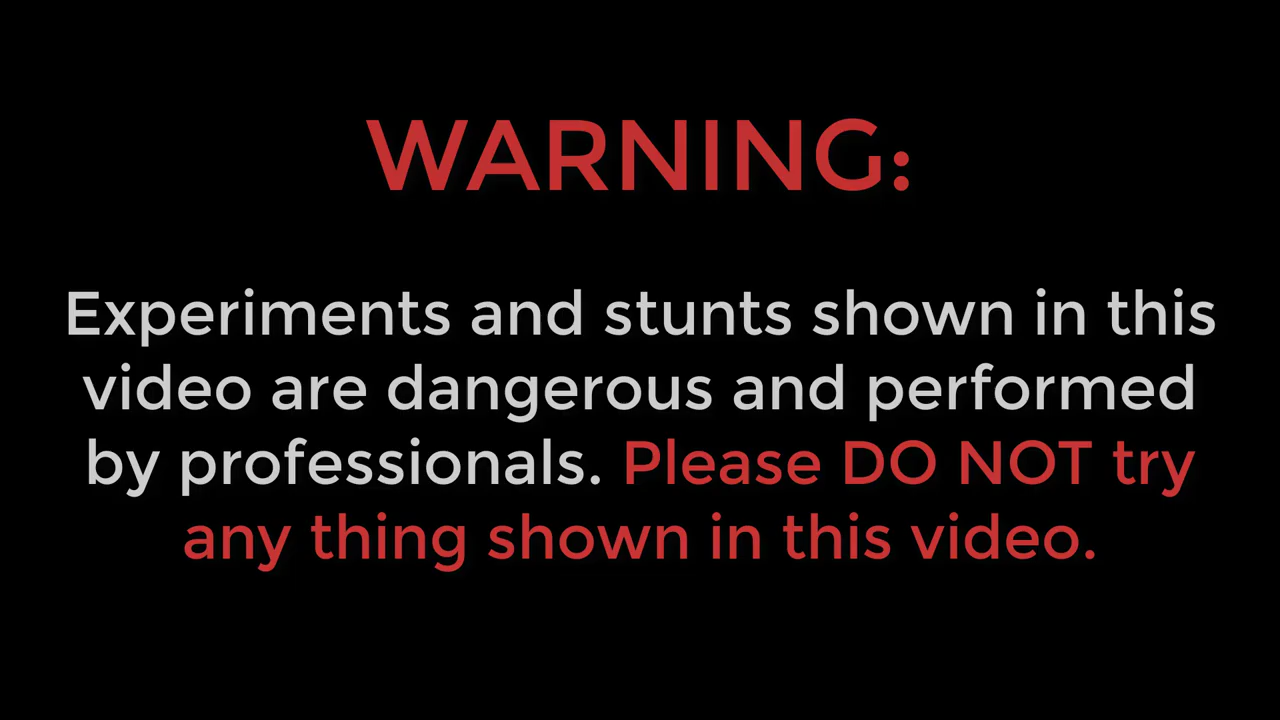 WARNING:
Experiments and stunts shown in this
video are dangerous and performed
by professionals. Please DO NOT try
any thing shown in this video.